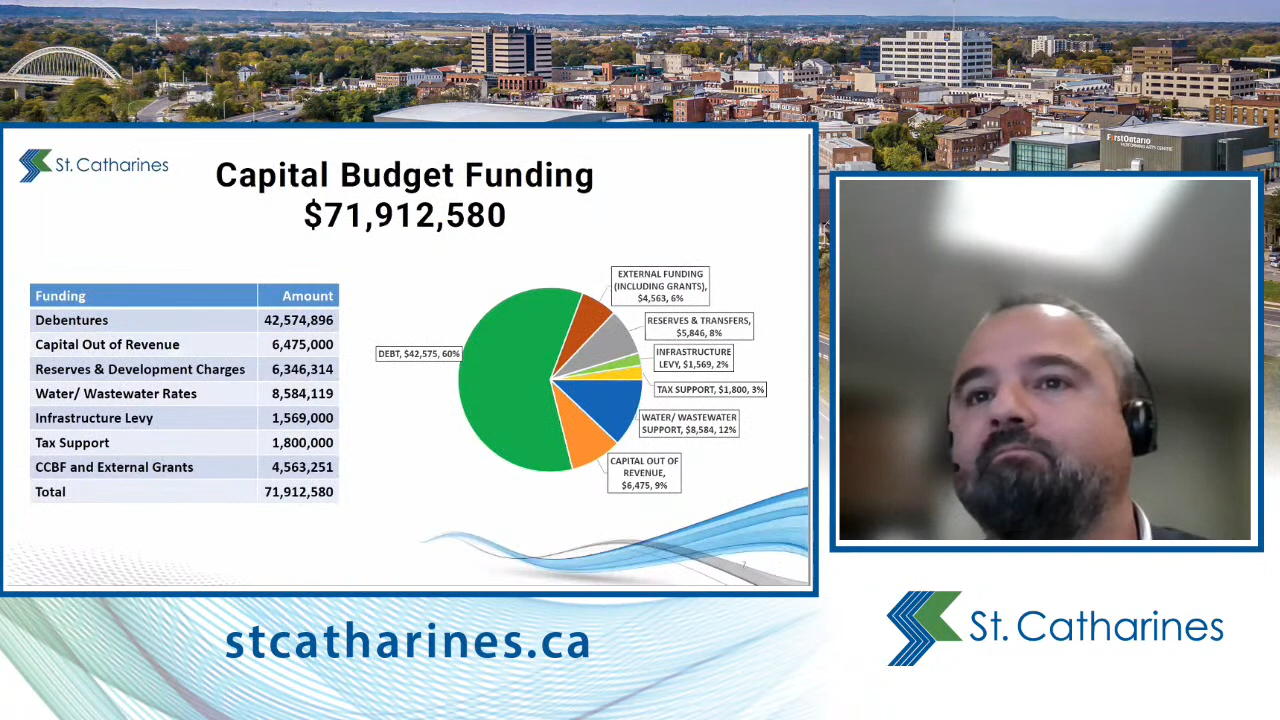 FirstOntario
PERFORMING ARTS CENTRE
St. Catharines
Capital Budget Funding
$71,912,580
Funding Amount
Debentures 42,574,896
Capital Out of Revenue 6,475,000
Reserves & Development Charges 6,346,314
Water/ Wastewater Rates 8,584,119
Infrastructure Levy 1,569,000
Tax Support 1,800,000
CCBF and External Grants 4,563,251
Total 71,912,580
EXTERNAL FUNDING
(INCLUDING GRANTS),
$4,563, 6%
RESERVES & TRANSFERS,
$5,846, 8%
INFRASTRUCTURE
LEVY, $1,569, 2%
TAX SUPPORT, $1,800, 3%
WATER/ WASTEWATER
SUPPORT, $8,584, 12%
CAPITAL OUT OF
REVENUE,
$6,475, 9%
DEBT, $42,575, 60%
7
stcatharines.ca
St. Catharines